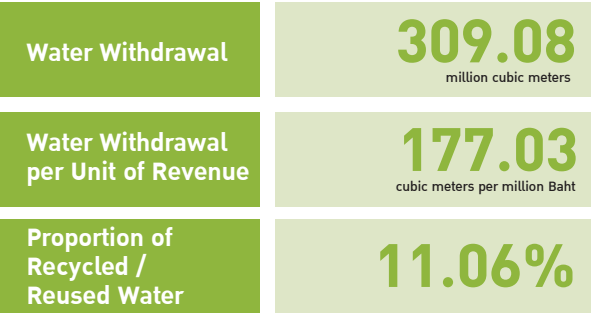 Water Withdrawal
309.08
million cubic meters
Water Withdrawal
per Unit of Revenue
177.03
cubic meters per million Baht
Proportion of
Recycled /
Reused Water
11.06%